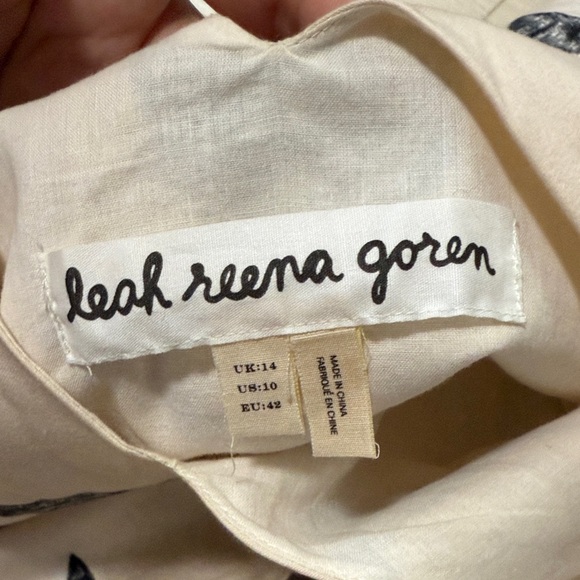 leah reena goren
UK:14
US:10
EU:42
MADE IN CHINA
FABRIQUÉ EN CHINE